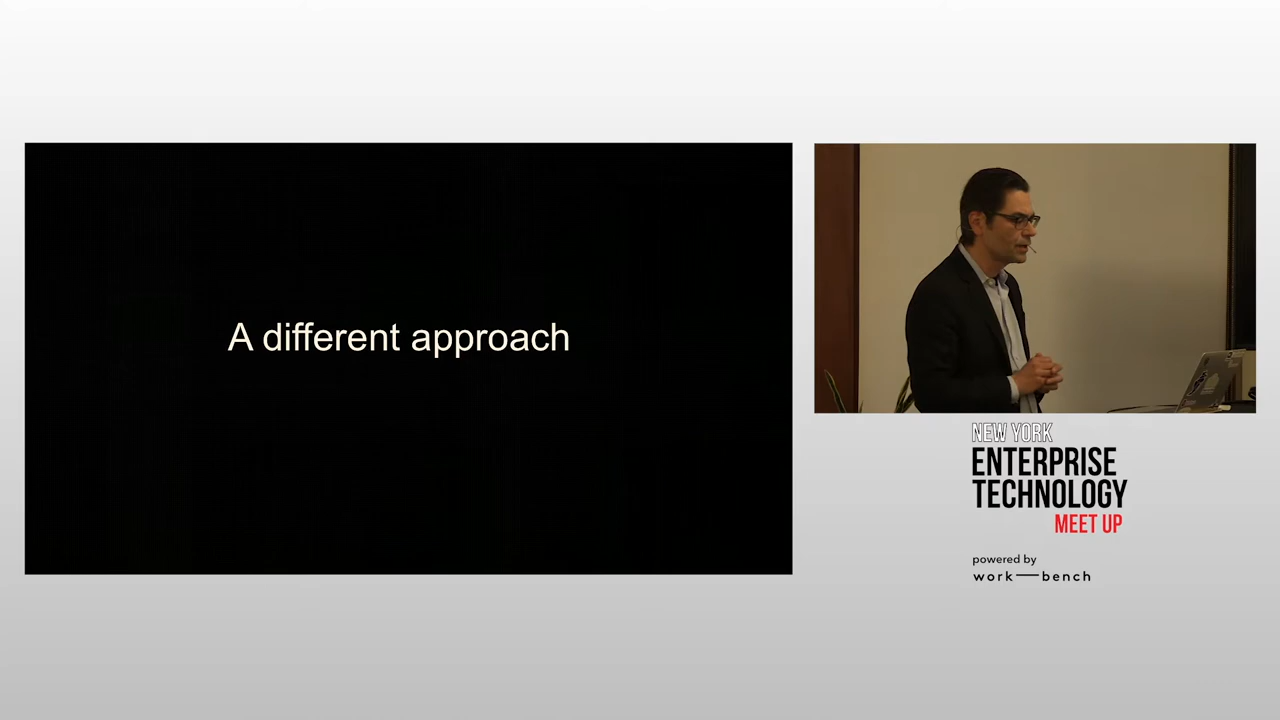 A different approach
NEW YORK
ENTERPRISE
TECHNOLOGY
MEET UP
powered by
work—bench